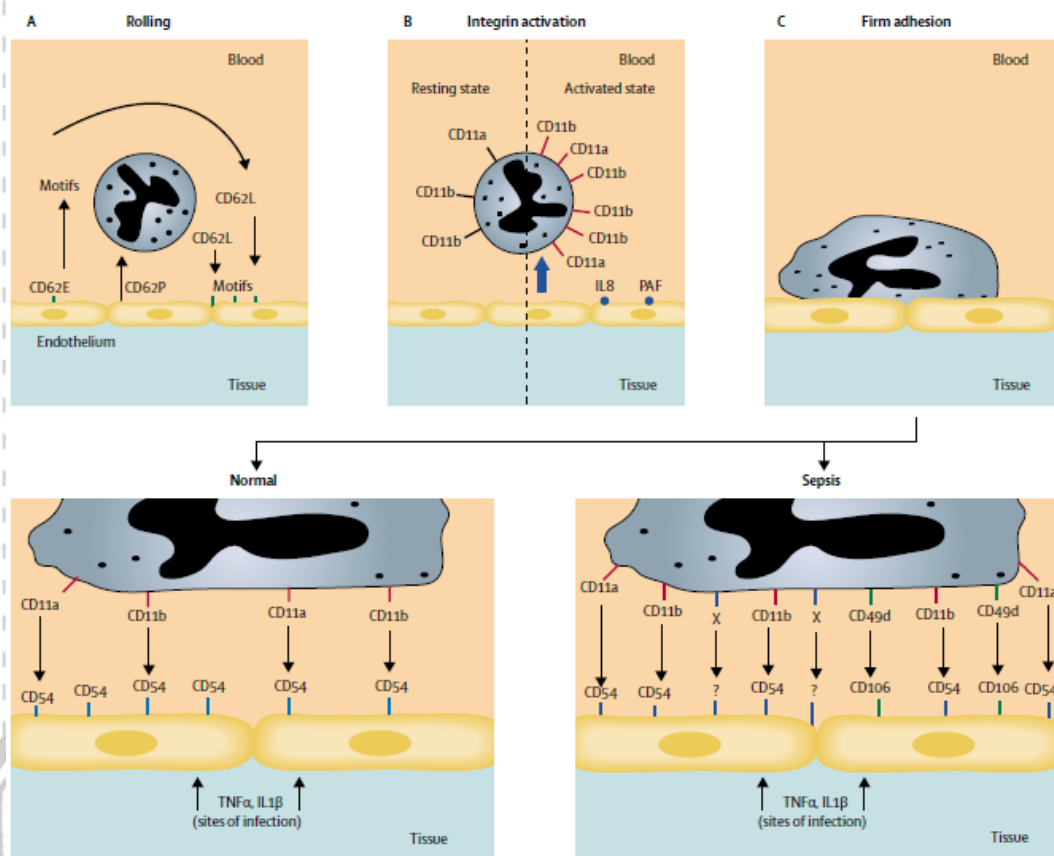 A Rolling
B Integrin activation
C Firm adhesion
Blood
Motifs
CD62L
CD62L
CD62E
CD62P
Motifs
Endothelium
Tissue
Blood
Resting state
Activated state
CD11a
CD11b
CD11a
CD11b
CD11b
CD11b
CD11b
CD11b
CD11a
IL8
PAF
Tissue
Blood
Tissue
Normal
CD11a
CD11b
CD11a
CD11b
CD54
CD54
CD54
CD54
CD54
CD54
TNFα, IL1β
(sites of infection)
Tissue
Sepsis
CD11a
CD11b
X
CD11b
X
CD49d
CD11b
CD49d
CD11a
CD54
CD54
?
CD54
?
CD106
CD54
CD106
CD54
TNFα, IL1β
(sites of infection)
Tissue